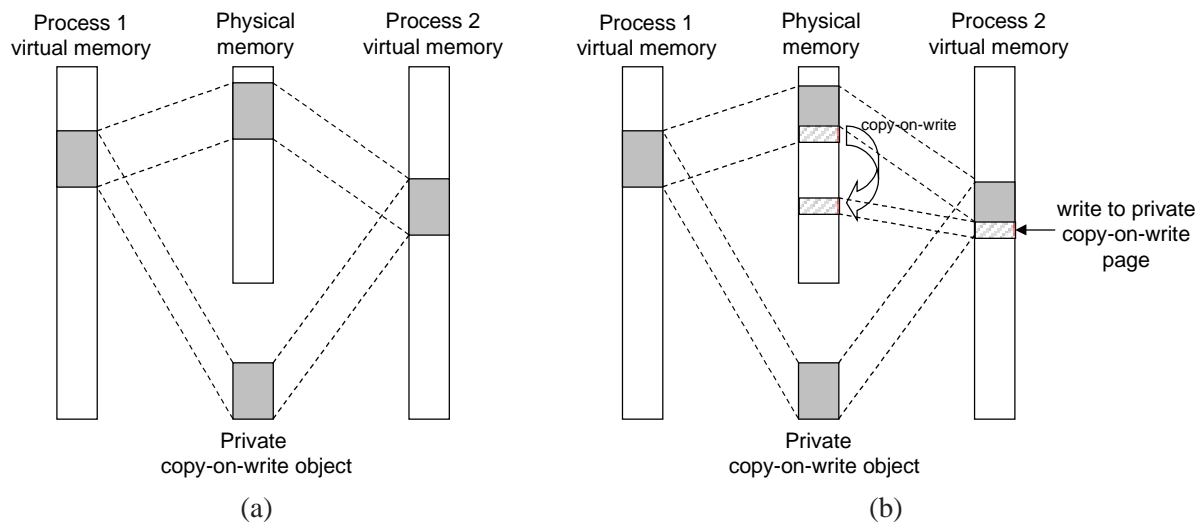 Process 1
virtual memory
Physical
memory
Process 2
virtual memory
Private
copy-on-write object
(a)
Process 1
virtual memory
Physical
memory
Process 2
virtual memory
copy-on-write
write to private
copy-on-write
page
Private
copy-on-write object
(b)